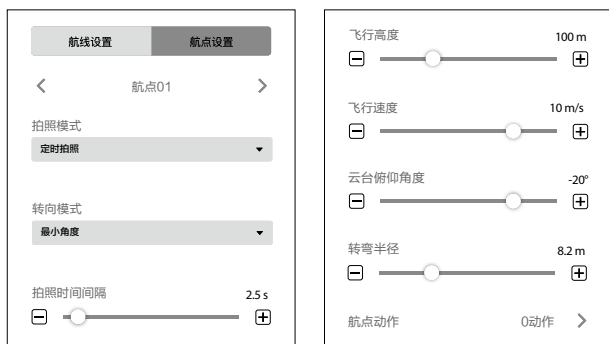 航线设置 航点设置
航点01
拍照模式
定时拍照
转向模式
最小角度
拍照时间间隔 2.5 s
飞行高度 100 m
飞行速度 10 m/s
云台俯仰角度 -20°
转弯半径 8.2 m
航点动作 0动作